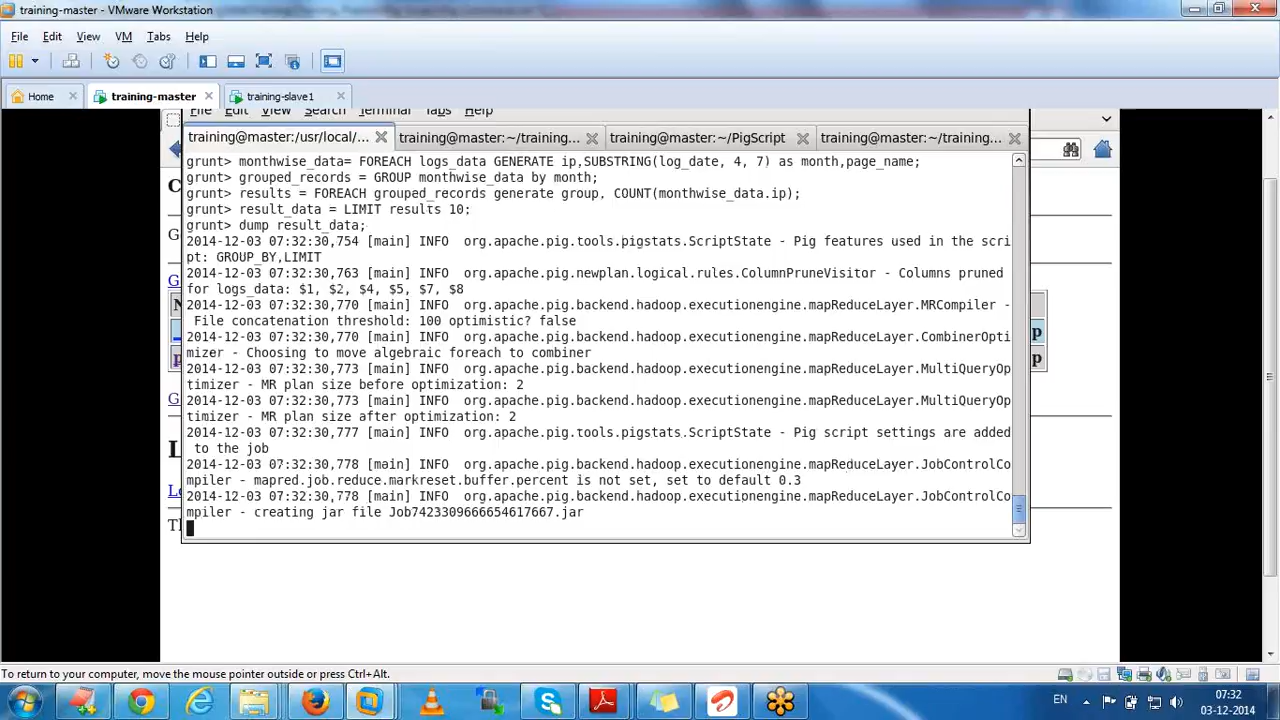 training-master - VMware Workstation
File Edit View VM Tabs Help
Home training-master training-slave1
File Edit View Search Terminal Tabs Help
training@master:/usr/local/... training@master:~/training... training@master:~/PigScript training@master:~/training...
grunt> monthwise_data= FOREACH logs_data GENERATE ip,SUBSTRING(log_date, 4, 7) as month,page_name;
grunt> grouped_records = GROUP monthwise_data by month;
grunt> results = FOREACH grouped_records generate group, COUNT(monthwise_data.ip);
grunt> result_data = LIMIT results 10;
grunt> dump result_data;
2014-12-03 07:32:30,754 [main] INFO  org.apache.pig.tools.pigstats.ScriptState - Pig features used in the scri
pt: GROUP_BY,LIMIT
2014-12-03 07:32:30,763 [main] INFO  org.apache.pig.newplan.logical.rules.ColumnPruneVisitor - Columns pruned
for logs_data: $1, $2, $4, $5, $7, $8
2014-12-03 07:32:30,770 [main] INFO  org.apache.pig.backend.hadoop.executionengine.mapReduceLayer.MRCompiler -
File concatenation threshold: 100 optimistic? false
2014-12-03 07:32:30,770 [main] INFO  org.apache.pig.backend.hadoop.executionengine.mapReduceLayer.CombinerOpti
mizer - Choosing to move algebraic foreach to combiner
2014-12-03 07:32:30,773 [main] INFO  org.apache.pig.backend.hadoop.executionengine.mapReduceLayer.MultiQueryOp
timizer - MR plan size before optimization: 2
2014-12-03 07:32:30,773 [main] INFO  org.apache.pig.backend.hadoop.executionengine.mapReduceLayer.MultiQueryOp
timizer - MR plan size after optimization: 2
2014-12-03 07:32:30,777 [main] INFO  org.apache.pig.tools.pigstats.ScriptState - Pig script settings are added
to the job
2014-12-03 07:32:30,778 [main] INFO  org.apache.pig.backend.hadoop.executionengine.mapReduceLayer.JobControlCo
mpiler - mapred.job.reduce.markreset.buffer.percent is not set, set to default 0.3
2014-12-03 07:32:30,778 [main] INFO  org.apache.pig.backend.hadoop.executionengine.mapReduceLayer.JobControlCo
mpiler - creating jar file Job7423309666654617667.jar
To return to your computer, move the mouse pointer outside or press Ctrl+Alt.
EN
07:32
03-12-2014